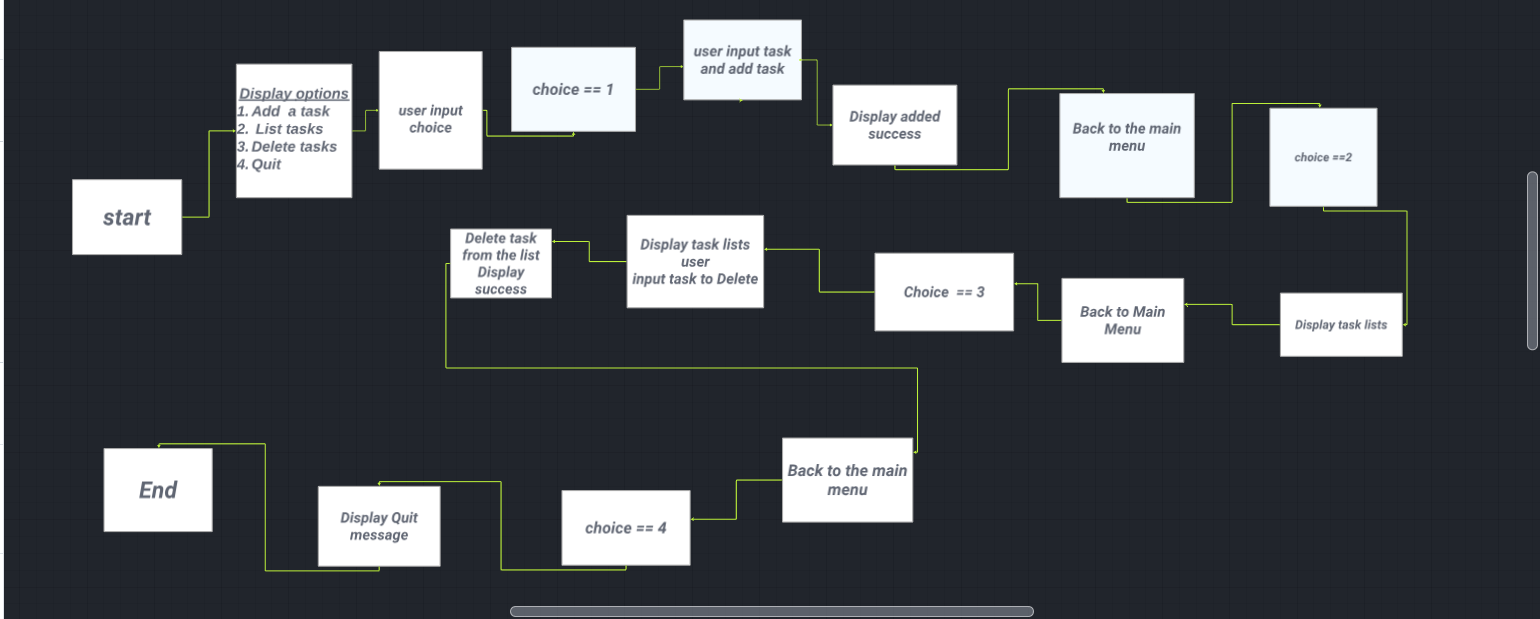 start
Display options
1. Add a task
2. List tasks
3. Delete tasks
4. Quit
user input
choice
choice == 1
user input task
and add task
Display added
success
Back to the main
menu
choice ==2
Display task lists
Back to Main
Menu
Choice == 3
Display task lists
user
input task to Delete
Delete task
from the list
Display
success
Back to the main
menu
choice == 4
Display Quit
message
End